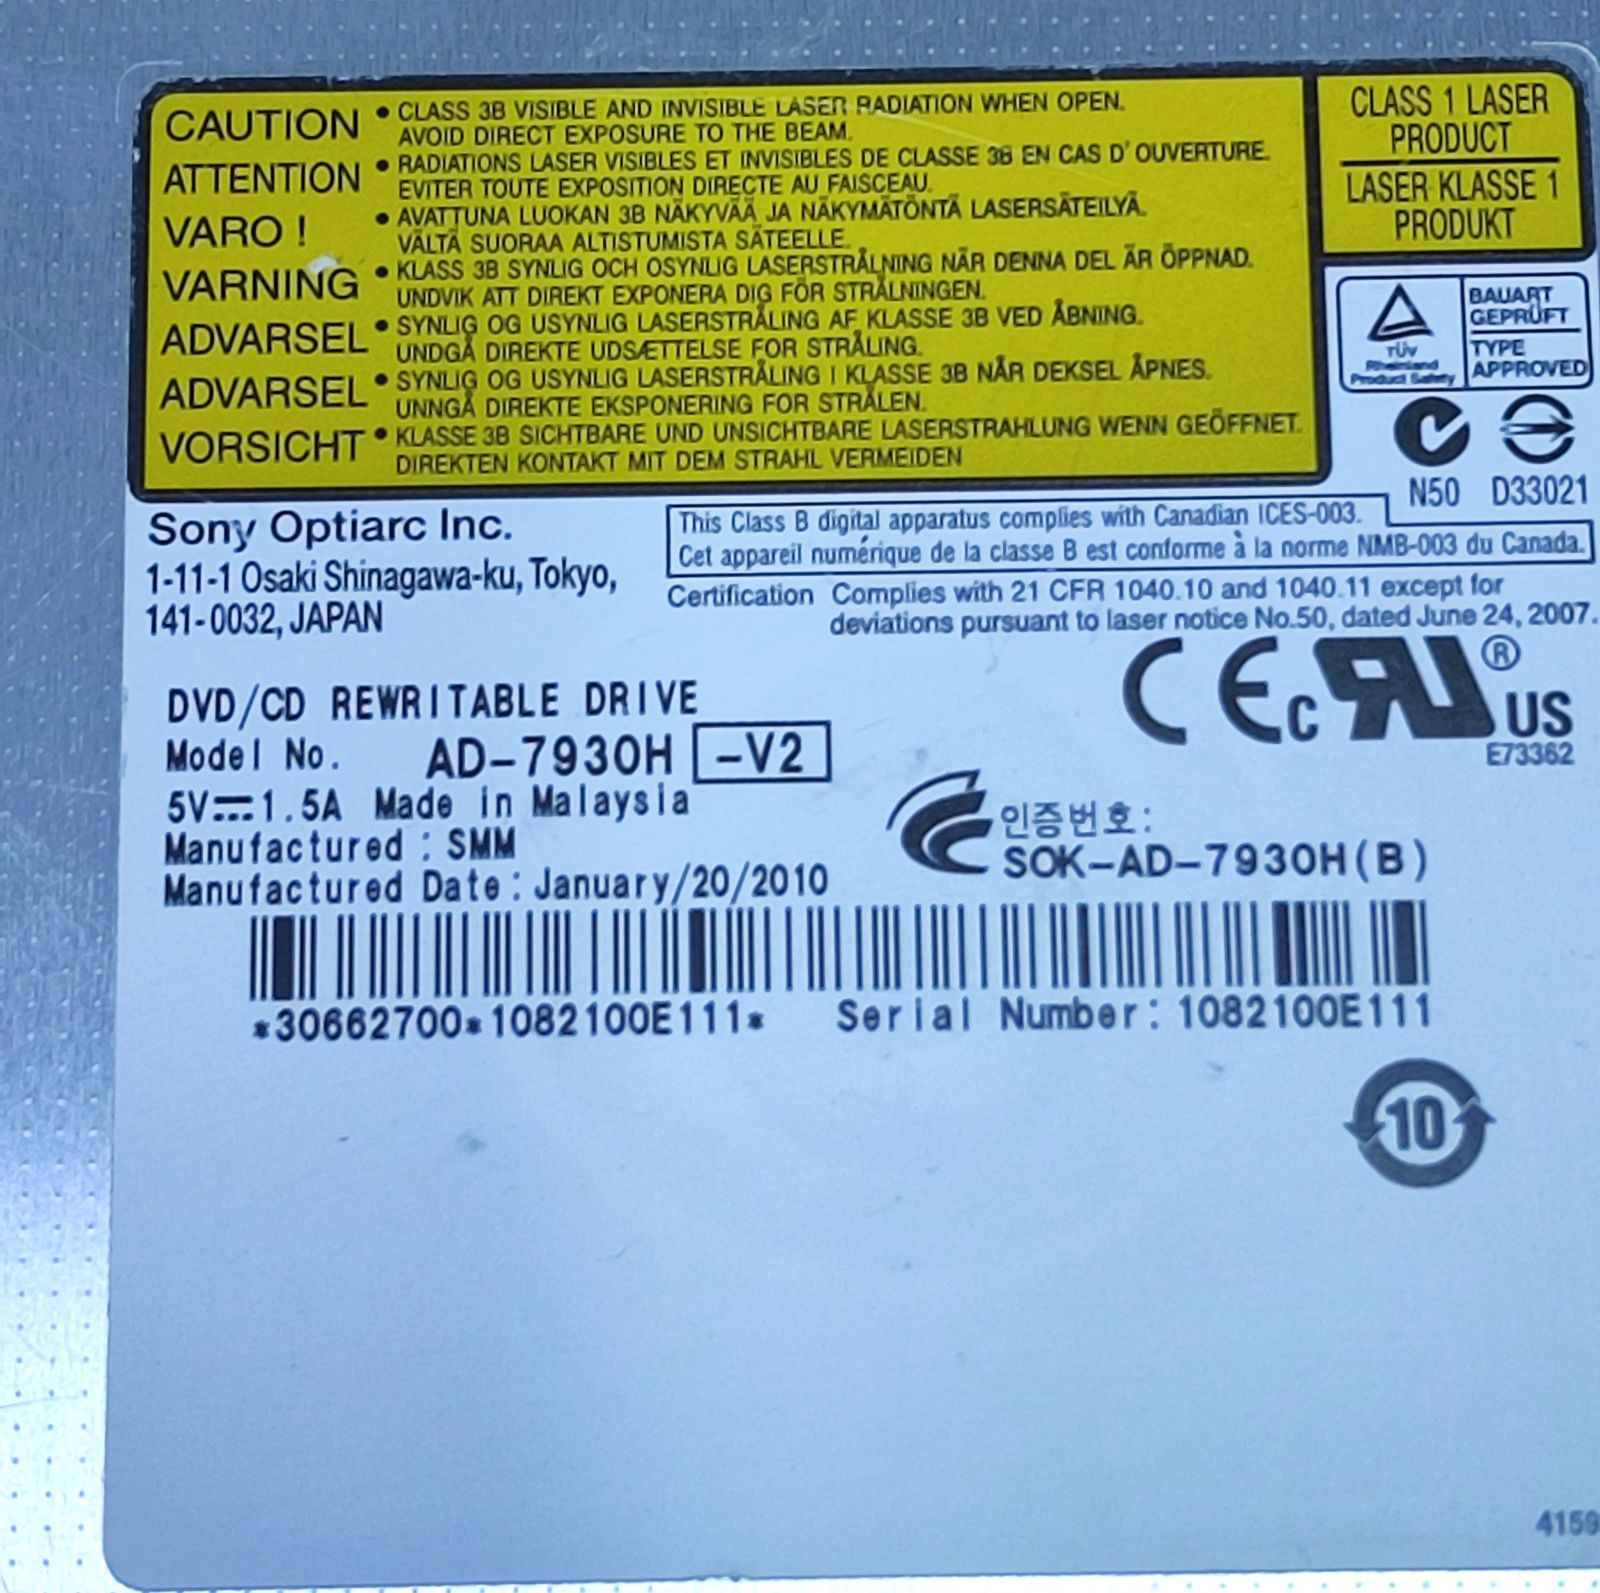 CAUTION • CLASS 3B VISIBLE AND INVISIBLE LASER RADIATION WHEN OPEN.
AVOID DIRECT EXPOSURE TO THE BEAM.
ATTENTION • RADIATIONS LASER VISIBLES ET INVISIBLES DE CLASSE 3B EN CAS D'OUVERTURE.
EVITER TOUTE EXPOSITION DIRECTE AU FAISCEAU.
VARO ! • AVATTUNA LUOKAN 3B NÄKYVÄÄ JA NÄKYMÄTÖNTÄ LASERSÄTEILYÄ.
VÄLTÄ SUORAA ALTISTUMISTA SÄTEELLE.
VARNING • KLASS 3B SYNLIG OCH OSYNLIG LASERSTRÅLNING NÄR DENNA DEL ÄR ÖPPNAD.
UNDVIK ATT DIREKT EXPONERA DIG FÖR STRÅLNINGEN.
ADVARSEL • SYNLIG OG USYNLIG LASERSTRÅLING AF KLASSE 3B VED ÅBNING.
UNDGÅ DIREKTE UDSÆTTELSE FOR STRÅLING.
ADVARSEL • SYNLIG OG USYNLIG LASERSTRÅLING I KLASSE 3B NÅR DEKSEL ÅPNES.
UNNGÅ DIREKTE EKSPONERING FOR STRÅLEN.
VORSICHT • KLASSE 3B SICHTBARE UND UNSICHTBARE LASERSTRAHLUNG WENN GEÖFFNET.
DIREKTEN KONTAKT MIT DEM STRAHL VERMEIDEN
CLASS 1 LASER
PRODUCT
LASER KLASSE 1
PRODUKT
TÜV
Rheinland
Product Safety
BAUART
GEPRÜFT
TYPE
APPROVED
N50 D33021
Sony Optiarc Inc.
1-11-1 Osaki Shinagawa-ku, Tokyo,
141-0032, JAPAN
This Class B digital apparatus complies with Canadian ICES-003.
Cet appareil numérique de la classe B est conforme à la norme NMB-003 du Canada.
Certification Complies with 21 CFR 1040.10 and 1040.11 except for
deviations pursuant to laser notice No.50, dated June 24, 2007.
CE c RU ® US
E73362
DVD/CD REWRITABLE DRIVE
Model No. AD-7930H -V2
5V⎓1.5A Made in Malaysia
Manufactured : SMM
Manufactured Date : January/20/2010
인증번호:
SOK-AD-7930H(B)
*30662700*1082100E111* Serial Number: 1082100E111
10
4159